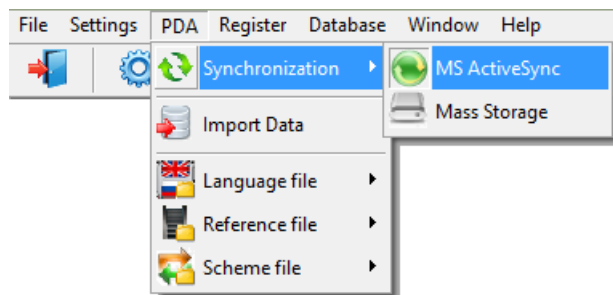 File Settings PDA Register Database Window Help
Synchronization
MS ActiveSync
Mass Storage
Import Data
Language file
Reference file
Scheme file